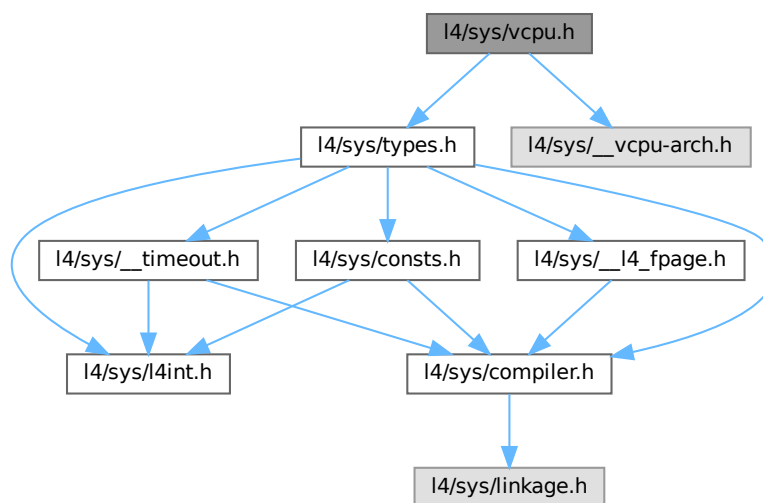 l4/sys/vcpu.h
l4/sys/types.h
l4/sys/__vcpu-arch.h
l4/sys/__timeout.h
l4/sys/consts.h
l4/sys/__l4_fpage.h
l4/sys/l4int.h
l4/sys/compiler.h
l4/sys/linkage.h